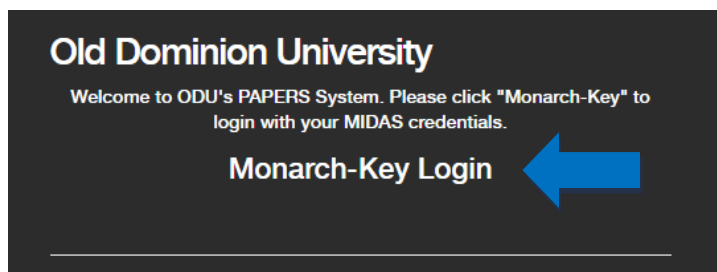 Old Dominion University
Welcome to ODU's PAPERS System. Please click "Monarch-Key" to
login with your MIDAS credentials.
Monarch-Key Login